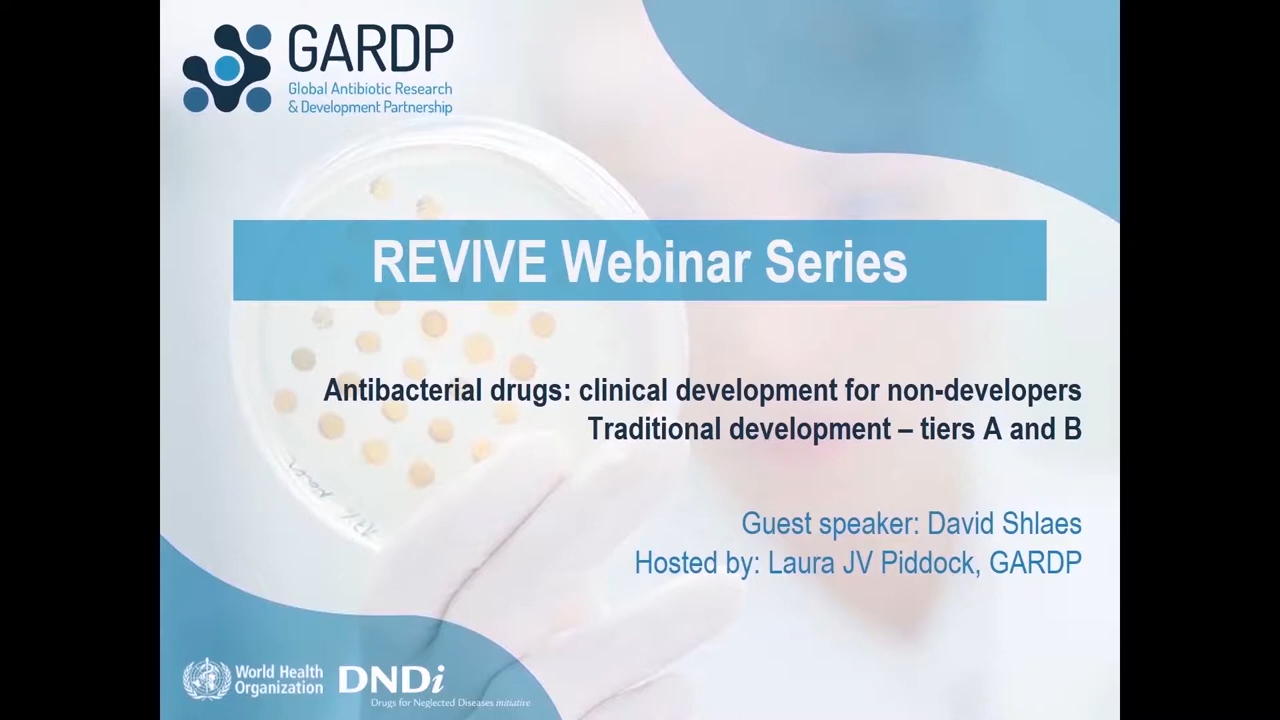 GARDP
Global Antibiotic Research
& Development Partnership
REVIVE Webinar Series
Antibacterial drugs: clinical development for non-developers
Traditional development – tiers A and B
Guest speaker: David Shlaes
Hosted by: Laura JV Piddock, GARDP
World Health
Organization
DNDi
Drugs for Neglected Diseases initiative